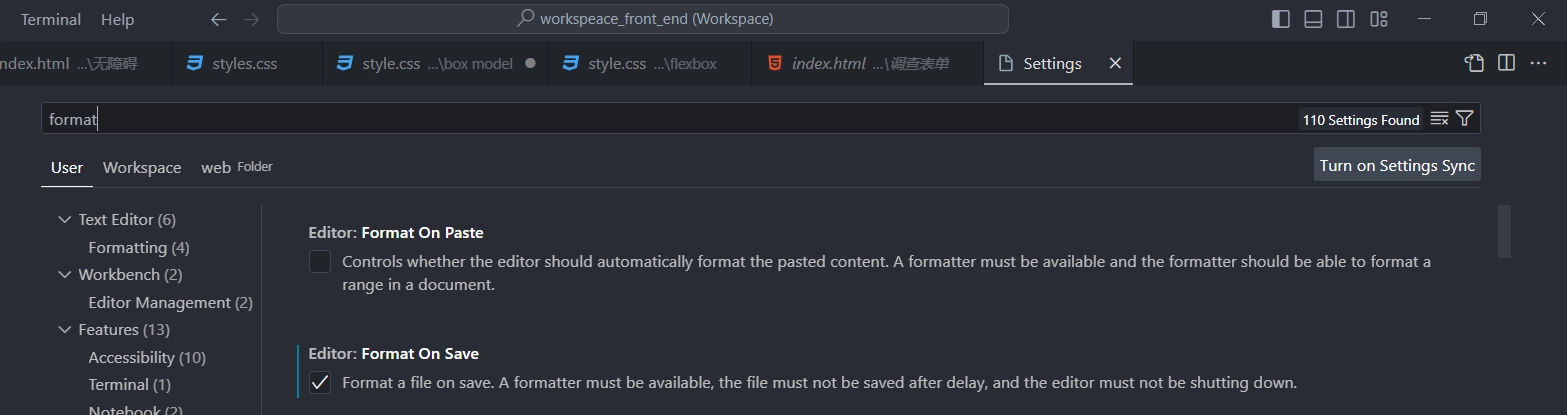 Terminal Help workspeace_front_end (Workspace)
ndex.html ...\无障碍 styles.css style.css ...\box model style.css ...\flexbox index.html ...\调查表单 Settings
format 110 Settings Found
User Workspace web Folder Turn on Settings Sync
Text Editor (6)
Formatting (4)
Workbench (2)
Editor Management (2)
Features (13)
Accessibility (10)
Terminal (1)
Notebook (2)
Editor: Format On Paste
Controls whether the editor should automatically format the pasted content. A formatter must be available and the formatter should be able to format a
range in a document.
Editor: Format On Save
Format a file on save. A formatter must be available, the file must not be saved after delay, and the editor must not be shutting down.